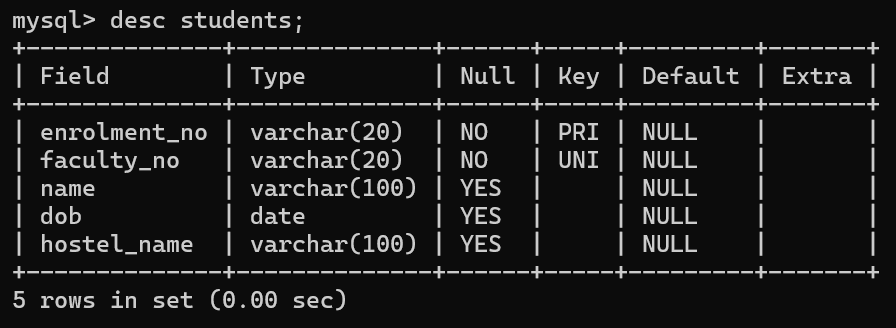 mysql> desc students;
+--------------+--------------+------+-----+---------+-------+
| Field        | Type         | Null | Key | Default | Extra |
+--------------+--------------+------+-----+---------+-------+
| enrolment_no | varchar(20)  | NO   | PRI | NULL    |       |
| faculty_no   | varchar(20)  | NO   | UNI | NULL    |       |
| name         | varchar(100) | YES  |     | NULL    |       |
| dob          | date         | YES  |     | NULL    |       |
| hostel_name  | varchar(100) | YES  |     | NULL    |       |
+--------------+--------------+------+-----+---------+-------+
5 rows in set (0.00 sec)